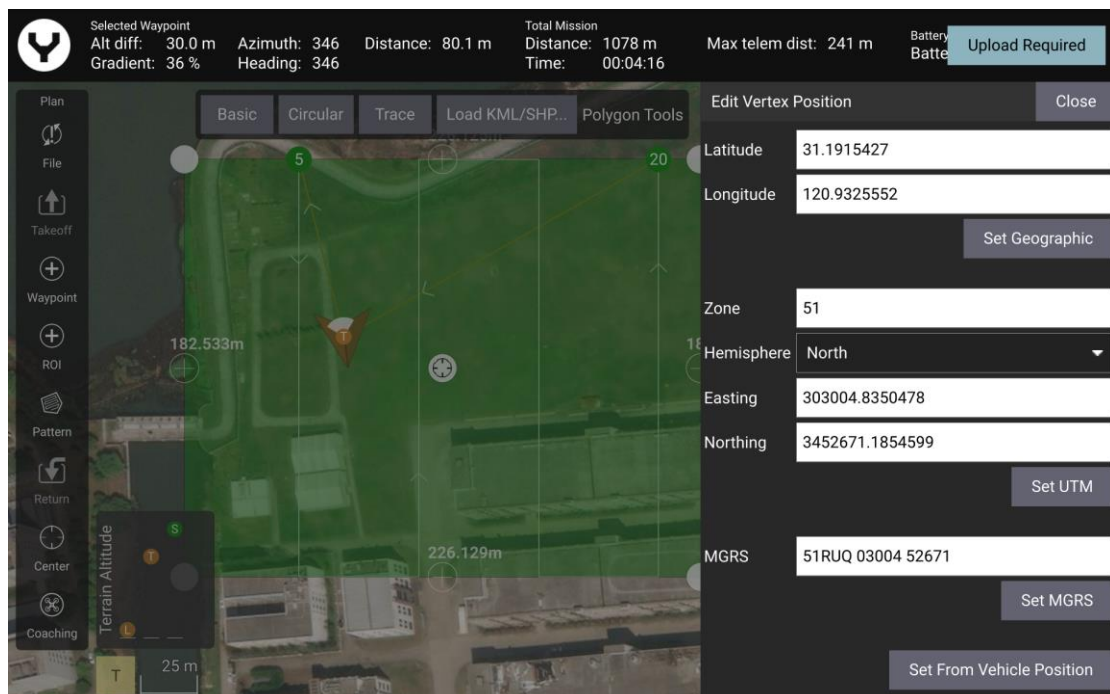 Selected Waypoint
Alt diff: 30.0 m Azimuth: 346 Distance: 80.1 m
Gradient: 36 % Heading: 346
Total Mission
Distance: 1078 m
Time: 00:04:16
Max telem dist: 241 m
Battery
Batte
Upload Required
Plan
File
Takeoff
Waypoint
ROI
Pattern
Return
Center
Coaching
Basic
Circular
Trace
Load KML/SHP...
Polygon Tools
5
20
T
182.533m
18
226.129m
Terrain Altitude
S
T
L
T
25 m
Edit Vertex Position
Close
Latitude 31.1915427
Longitude 120.9325552
Set Geographic
Zone 51
Hemisphere North
Easting 303004.8350478
Northing 3452671.1854599
Set UTM
MGRS 51RUQ 03004 52671
Set MGRS
Set From Vehicle Position